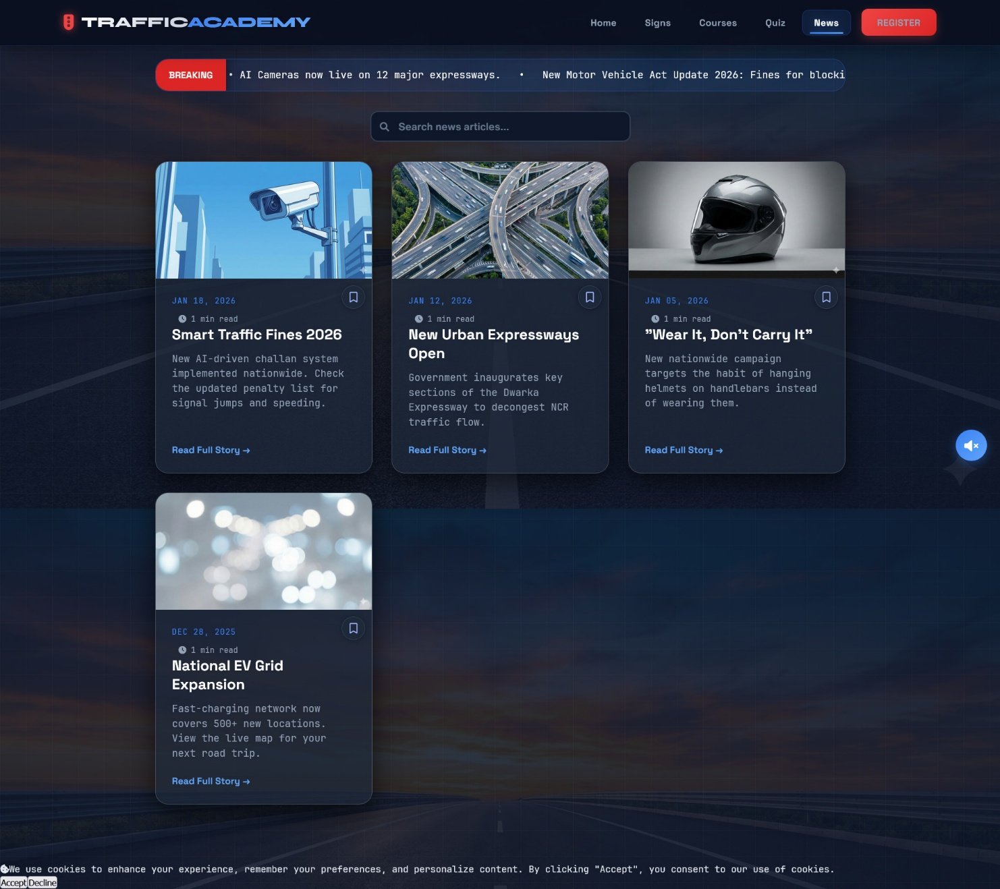 TRAFFICACADEMY
Home Signs Courses Quiz News REGISTER
BREAKING • AI Cameras now live on 12 major expressways. • New Motor Vehicle Act Update 2026: Fines for blocki
Search news articles...
JAN 18, 2026
1 min read
Smart Traffic Fines 2026
New AI-driven challan system
implemented nationwide. Check
the updated penalty list for
signal jumps and speeding.
Read Full Story →
JAN 12, 2026
1 min read
New Urban Expressways
Open
Government inaugurates key
sections of the Dwarka
Expressway to decongest NCR
traffic flow.
Read Full Story →
JAN 05, 2026
1 min read
"Wear It, Don't Carry It"
New nationwide campaign
targets the habit of hanging
helmets on handlebars instead
of wearing them.
Read Full Story →
DEC 28, 2025
1 min read
National EV Grid
Expansion
Fast-charging network now
covers 500+ new locations.
View the live map for your
next road trip.
Read Full Story →
We use cookies to enhance your experience, remember your preferences, and personalize content. By clicking "Accept", you consent to our use of cookies.
Accept Decline